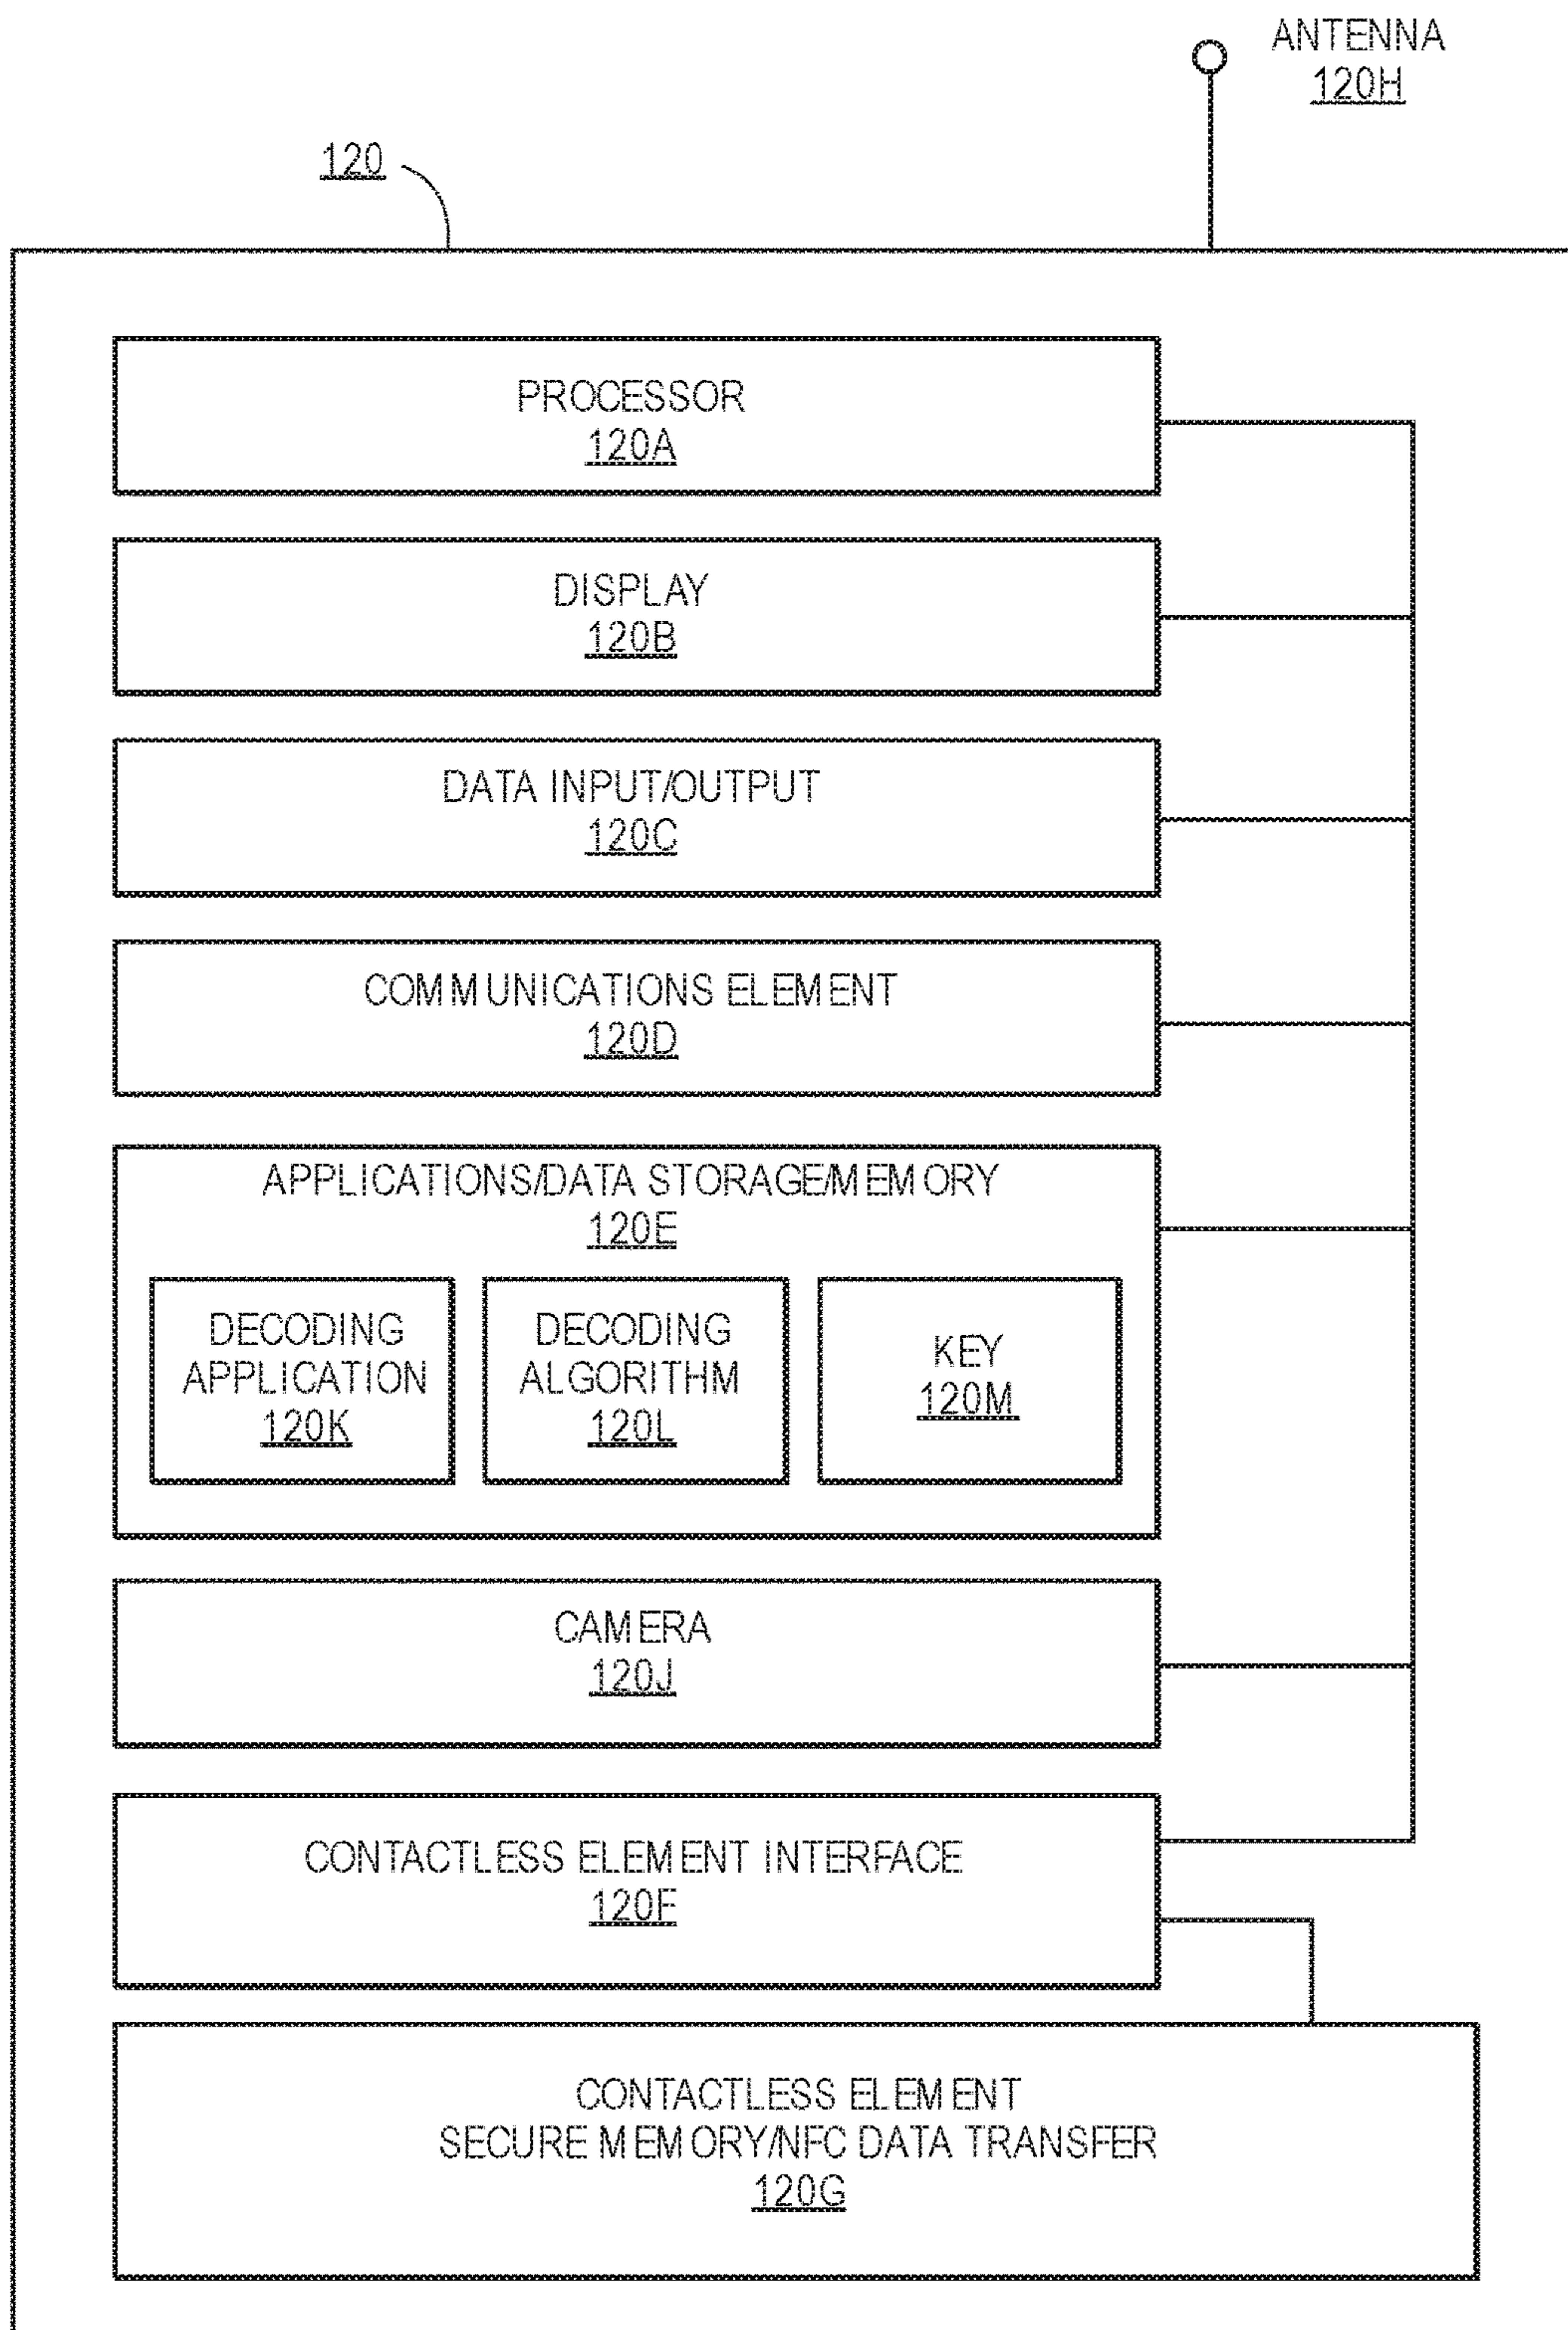 ANTENNA
120H
120
PROCESSOR
120A
DISPLAY
120B
DATA INPUT/OUTPUT
120C
COMMUNICATIONS ELEMENT
120D
APPLICATIONS/DATA STORAGE/MEMORY
120E
DECODING
APPLICATION
120K
DECODING
ALGORITHM
120L
KEY
120M
CAMERA
120J
CONTACTLESS ELEMENT INTERFACE
120F
CONTACTLESS ELEMENT
SECURE MEMORY/NFC DATA TRANSFER
120G